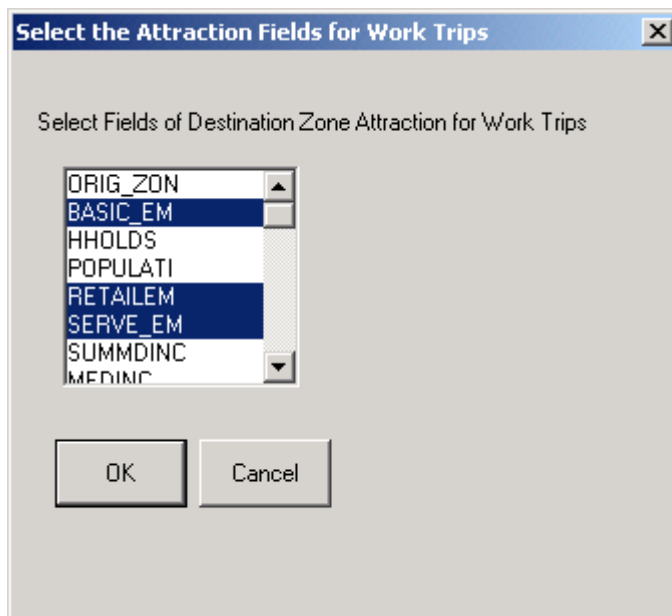 Select the Attraction Fields for Work Trips
Select Fields of Destination Zone Attraction for Work Trips
ORIG_ZON
BASIC_EM
HHOLDS
POPULATI
RETAILEM
SERVE_EM
SUMMDINC
MEDINC
OK
Cancel